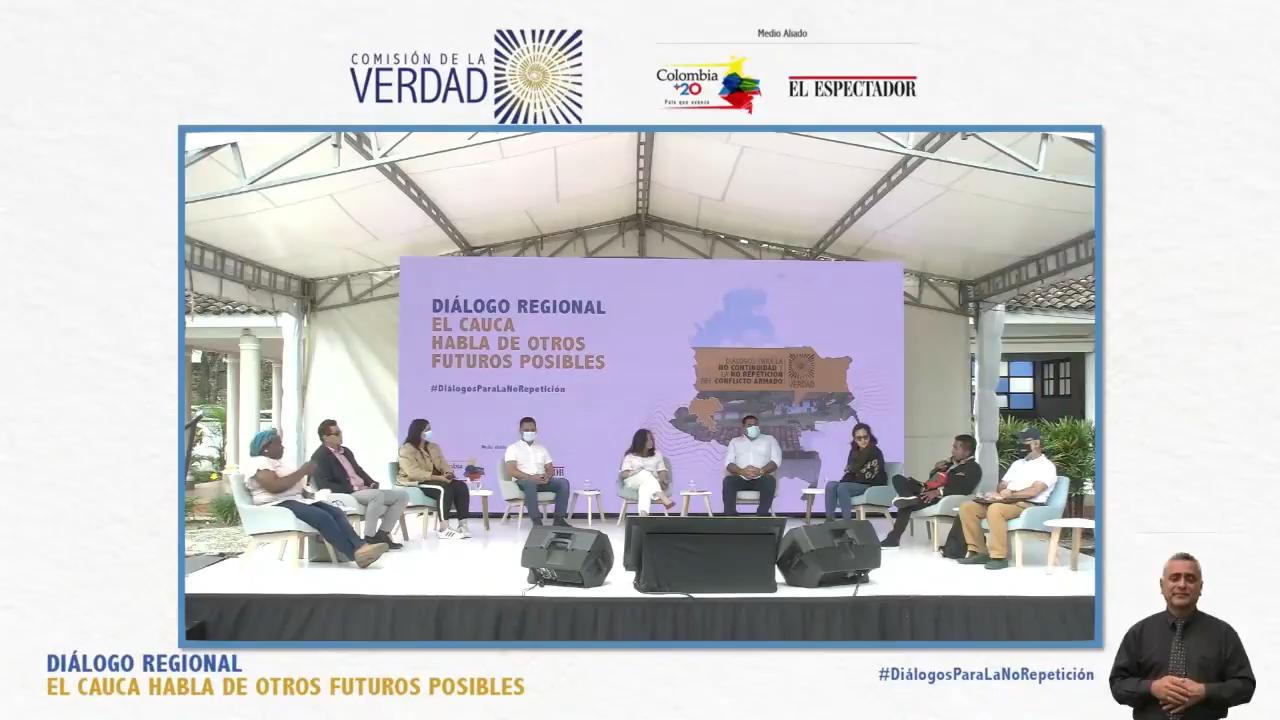 COMISIÓN DE LA
VERDAD
Medio Aliado
Colombia
+20
País que avanza
EL ESPECTADOR
DIÁLOGO REGIONAL
EL CAUCA
HABLA DE OTROS
FUTUROS POSIBLES
#DiálogosParaLaNoRepetición
DIÁLOGOS PARA LA
NO CONTINUIDAD Y
LA NO REPETICIÓN
DEL CONFLICTO ARMADO
VERDAD
DIÁLOGO REGIONAL
EL CAUCA HABLA DE OTROS FUTUROS POSIBLES
#DiálogosParaLaNoRepetición